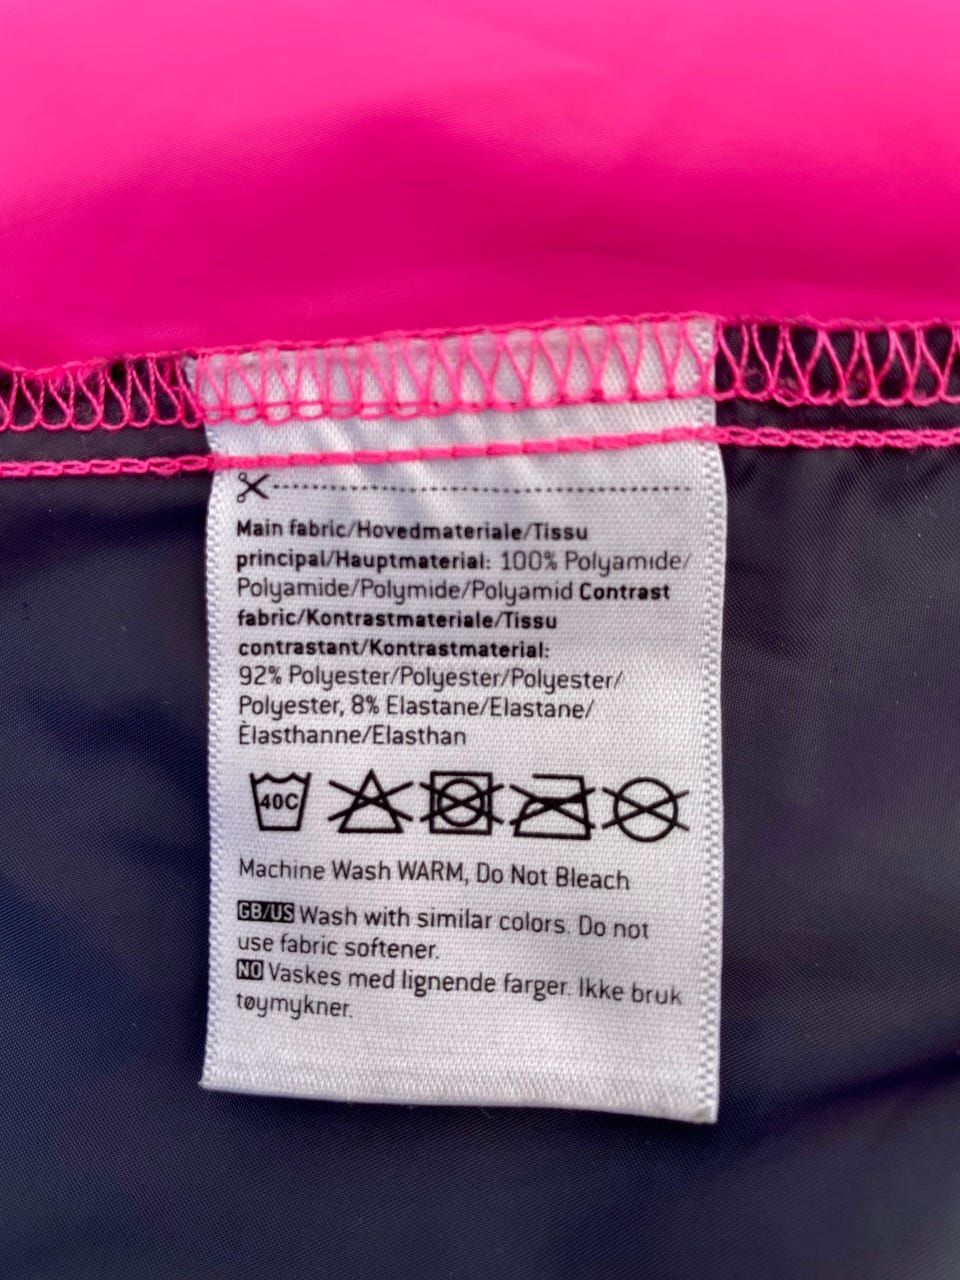 Main fabric/Hovedmateriale/Tissu
principal/Hauptmaterial: 100% Polyamide/
Polyamide/Polymide/Polyamid Contrast
fabric/Kontrastmateriale/Tissu
contrastant/Kontrastmaterial:
92% Polyester/Polyester/Polyester/
Polyester, 8% Elastane/Elastane/
Èlasthanne/Elasthan
40C
Machine Wash WARM, Do Not Bleach
GB/US Wash with similar colors. Do not
use fabric softener.
NO Vaskes med lignende farger. Ikke bruk
tøymykner.